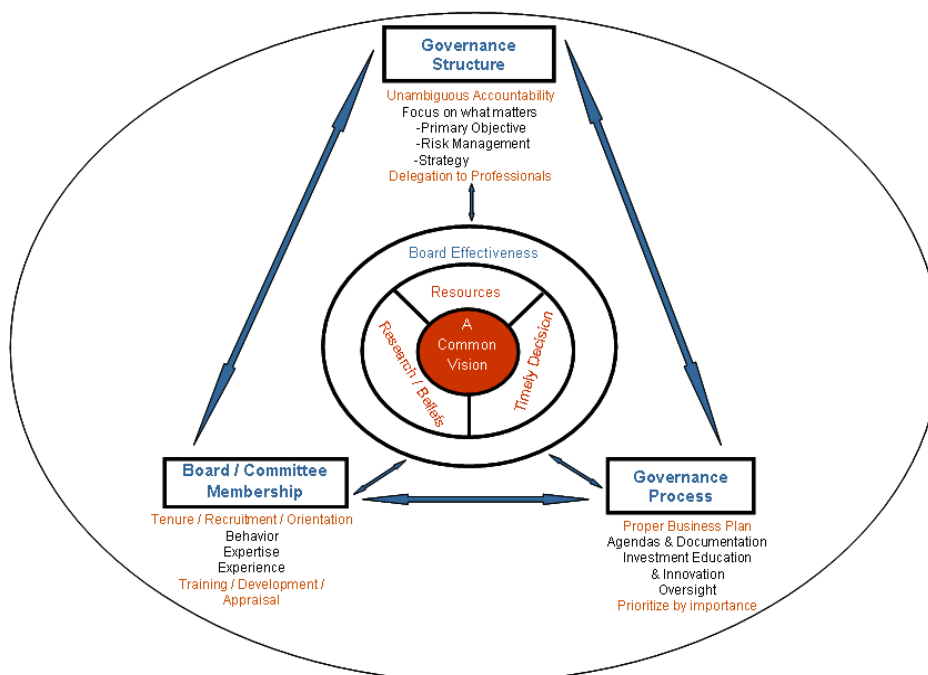 Governance
Structure
Unambiguous Accountability
Focus on what matters
-Primary Objective
-Risk Management
-Strategy
Delegation to Professionals
Board Effectiveness
Resources
Research / Beliefs
Timely Decision
A
Common
Vision
Board / Committee
Membership
Tenure / Recruitment / Orientation
Behavior
Expertise
Experience
Training / Development /
Appraisal
Governance
Process
Proper Business Plan
Agendas & Documentation
Investment Education
& Innovation
Oversight
Prioritize by importance